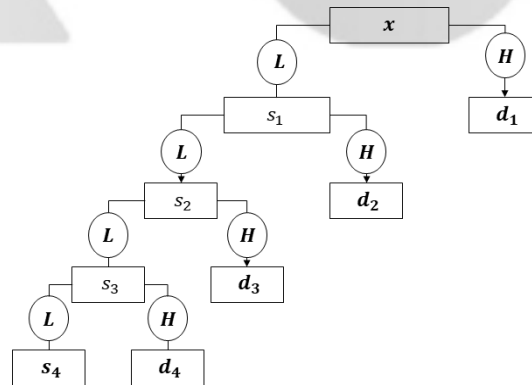 x
L H
s₁ d₁
L H
s₂ d₂
L H
s₃ d₃
L H
s₄ d₄